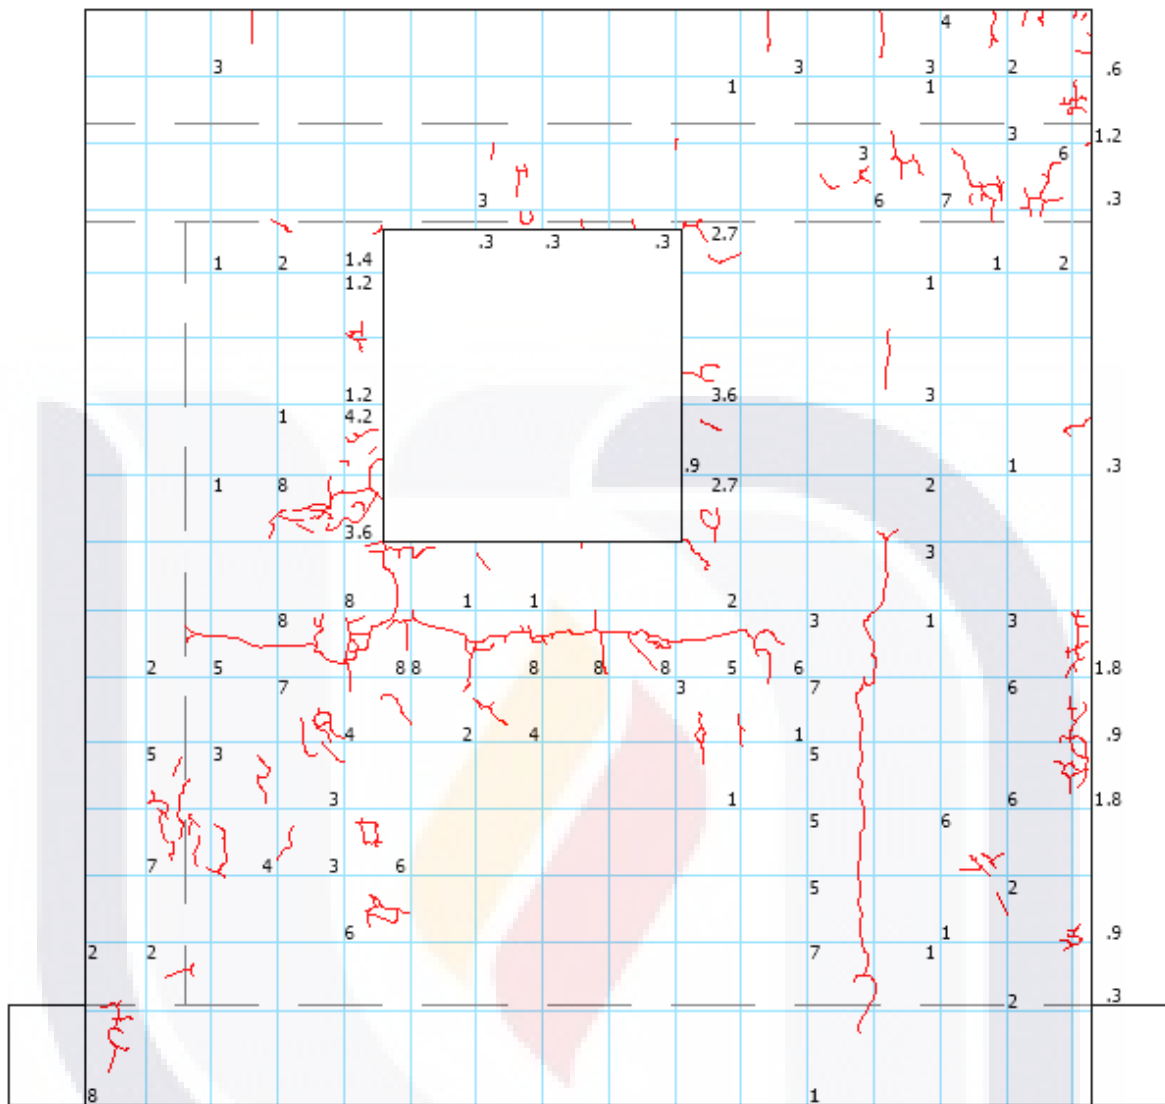 4
3 3 3 2 .6
1 1
3 1.2
3 6
3 6 7 .3
.3 .3 .3 2.7
1 2 1.4 1 2
1.2 1
1.2 3.6 3
1 4.2
.9 1 .3
1 8 2.7 2
3.6
3
8 1 1 2
8 3 1 3
2 5 8 8 8 8 8 5 6 1.8
7 3 7 6
4 2 4 1 .9
5 3 5
3 1 6 1.8
5 6
7 4 3 6
5 2
6 1 .9
2 2 7 1
2 .3
8 1